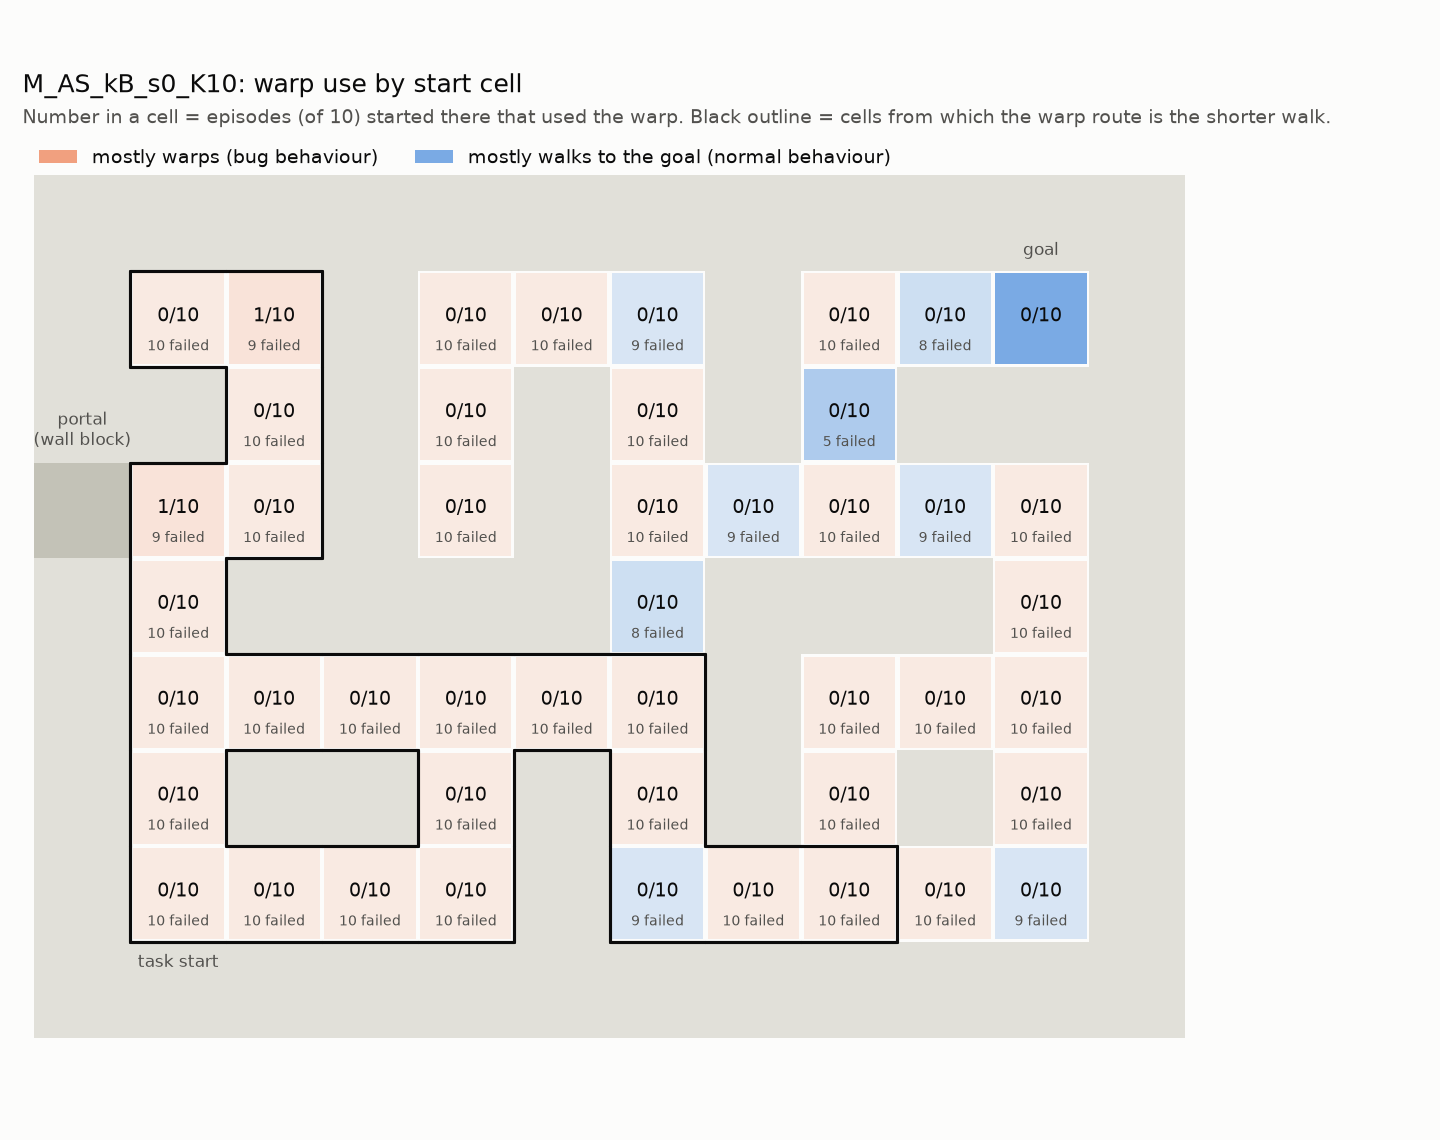 M_AS_kB_s0_K10: warp use by start cell
Number in a cell = episodes (of 10) started there that used the warp. Black outline = cells from which the warp route is the shorter walk.
mostly warps (bug behaviour) mostly walks to the goal (normal behaviour)
goal
0/10 1/10 0/10 0/10 0/10 0/10 0/10 0/10
10 failed 9 failed 10 failed 10 failed 9 failed 10 failed 8 failed
0/10 0/10 0/10 0/10
portal
(wall block)
10 failed 10 failed 10 failed 5 failed
1/10 0/10 0/10 0/10 0/10 0/10 0/10 0/10
9 failed 10 failed 10 failed 10 failed 9 failed 10 failed 9 failed 10 failed
0/10 0/10 0/10
10 failed 8 failed 10 failed
0/10 0/10 0/10 0/10 0/10 0/10 0/10 0/10 0/10
10 failed 10 failed 10 failed 10 failed 10 failed 10 failed 10 failed 10 failed 10 failed
0/10 0/10 0/10 0/10 0/10
10 failed 10 failed 10 failed 10 failed 10 failed
0/10 0/10 0/10 0/10 0/10 0/10 0/10 0/10 0/10
10 failed 10 failed 10 failed 10 failed 9 failed 10 failed 10 failed 10 failed 9 failed
task start